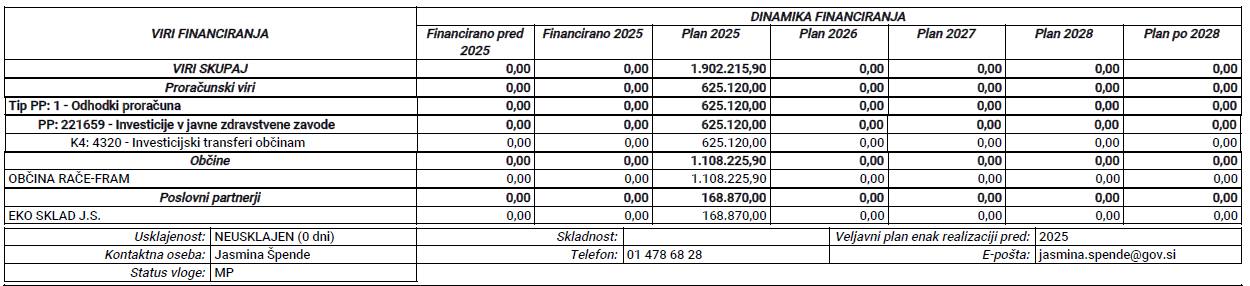 VIRI FINANCIRANJA DINAMIKA FINANCIRANJA
Financirano pred 2025 Financirano 2025 Plan 2025 Plan 2026 Plan 2027 Plan 2028 Plan po 2028
VIRI SKUPAJ 0,00 0,00 1.902.215,90 0,00 0,00 0,00 0,00
Proračunski viri 0,00 0,00 625.120,00 0,00 0,00 0,00 0,00
Tip PP: 1 - Odhodki proračuna 0,00 0,00 625.120,00 0,00 0,00 0,00 0,00
PP: 221659 - Investicije v javne zdravstvene zavode 0,00 0,00 625.120,00 0,00 0,00 0,00 0,00
K4: 4320 - Investicijski transferi občinam 0,00 0,00 625.120,00 0,00 0,00 0,00 0,00
Občine 0,00 0,00 1.108.225,90 0,00 0,00 0,00 0,00
OBČINA RAČE-FRAM 0,00 0,00 1.108.225,90 0,00 0,00 0,00 0,00
Poslovni partnerji 0,00 0,00 168.870,00 0,00 0,00 0,00 0,00
EKO SKLAD J.S. 0,00 0,00 168.870,00 0,00 0,00 0,00 0,00
Usklajenost: NEUSKLAJEN (0 dni) Skladnost: Veljavni plan enak realizaciji pred: 2025
Kontaktna oseba: Jasmina Špende Telefon: 01 478 68 28 E-pošta: jasmina.spende@gov.si
Status vloge: MP